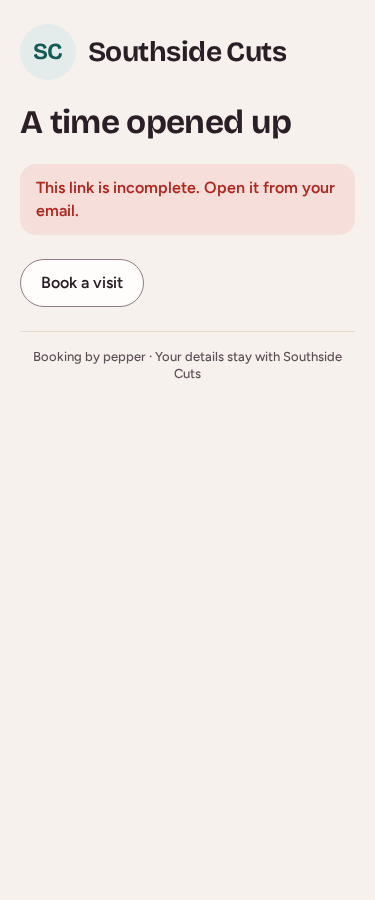 SC
Southside Cuts
A time opened up
This link is incomplete. Open it from your
email.
Book a visit
Booking by pepper · Your details stay with Southside
Cuts